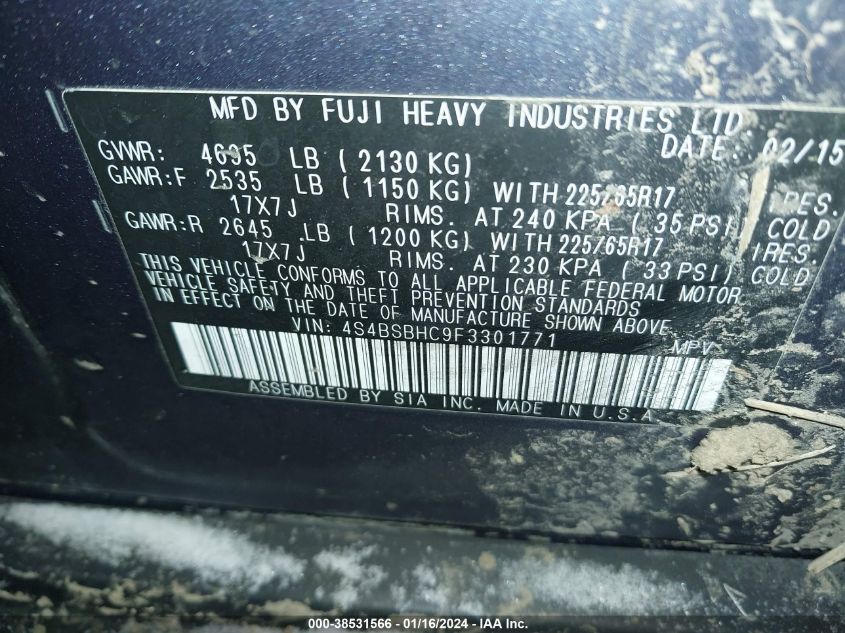 MFD BY FUJI HEAVY INDUSTRIES LTD.
DATE: 02/15
GVWR: 4695 LB ( 2130 KG)
GAWR:F 2535 LB ( 1150 KG) WITH 225/65R17 TRES.
17X7J RIMS. AT 240 KPA ( 35 PSI) COLD
GAWR:R 2645 LB ( 1200 KG) WITH 225/65R17 TRES.
17X7J RIMS. AT 230 KPA ( 33 PSI) COLD
THIS VEHICLE CONFORMS TO ALL APPLICABLE FEDERAL MOTOR
VEHICLE SAFETY AND THEFT PREVENTION STANDARDS
IN EFFECT ON THE DATE OF MANUFACTURE SHOWN ABOVE.
VIN: 4S4BSBHC9F3301771 MPV
ASSEMBLED BY SIA INC. MADE IN U.S.A
000-38531566 - 01/16/2024 - IAA Inc.